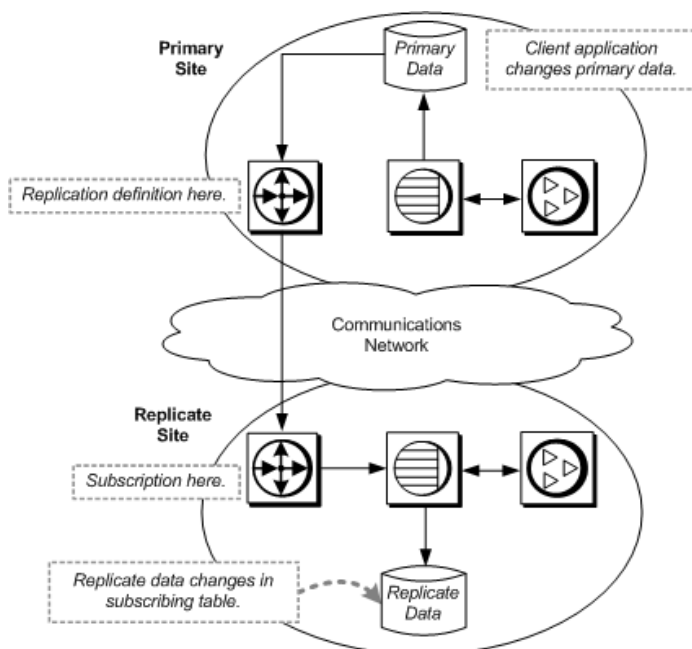 Primary
Site
Primary
Data
Client application
changes primary data.
Replication definition here.
Communications
Network
Replicate
Site
Subscription here.
Replicate data changes in
subscribing table.
Replicate
Data